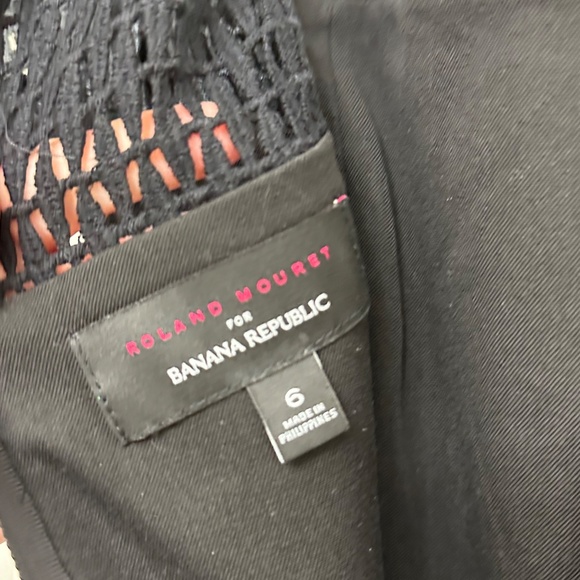 ROLAND MOURET
FOR
BANANA REPUBLIC
6
MADE IN
PHILIPPINES